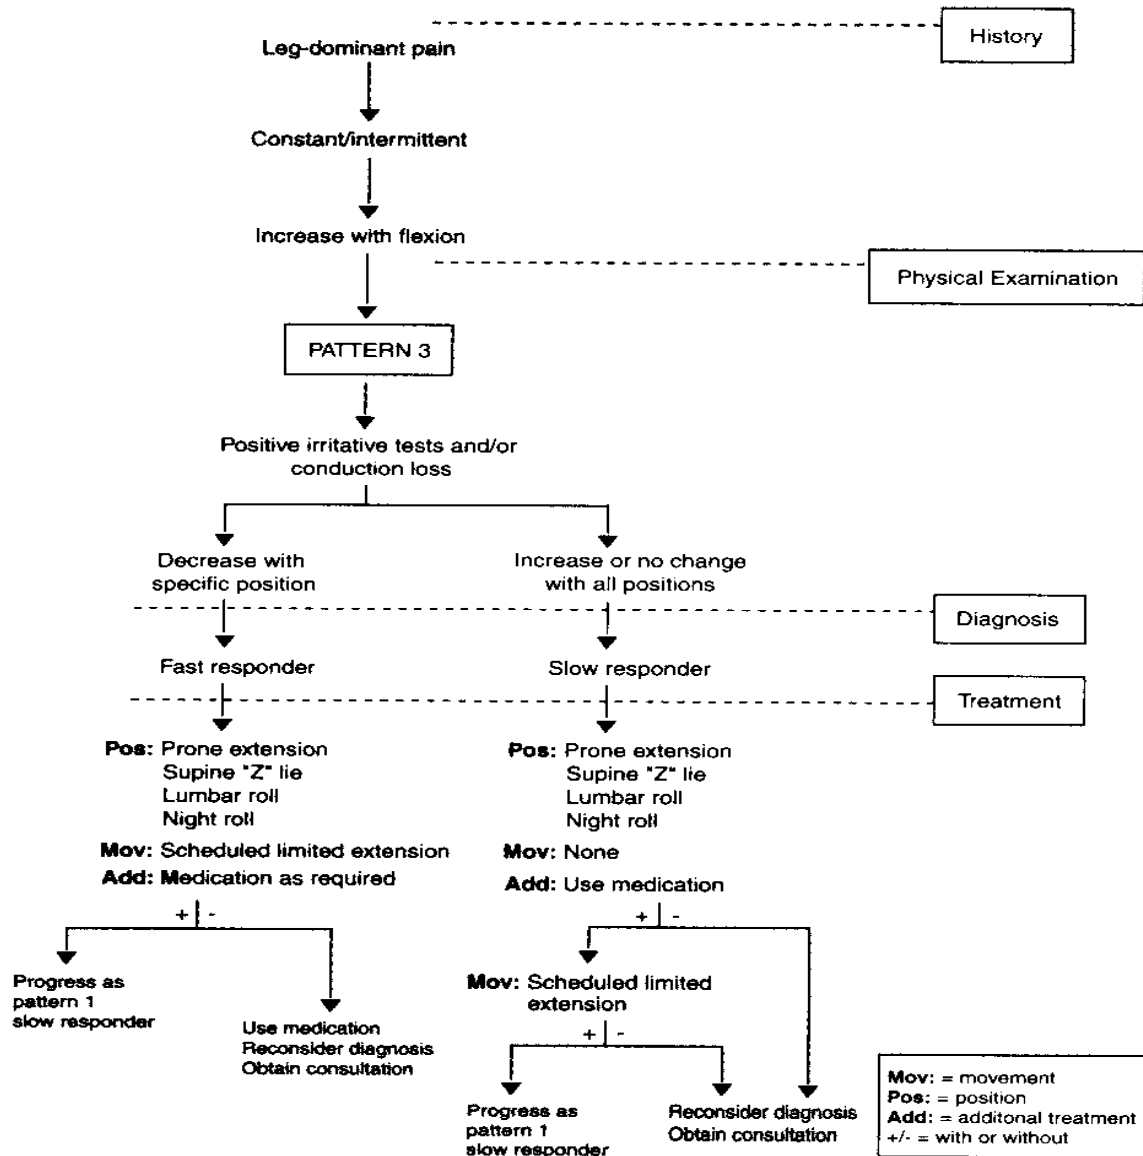 History
Leg-dominant pain
Constant/intermittent
Increase with flexion
Physical Examination
PATTERN 3
Positive irritative tests and/or
conduction loss
Decrease with
specific position
Increase or no change
with all positions
Diagnosis
Fast responder
Slow responder
Treatment
Pos: Prone extension
Supine "Z" lie
Lumbar roll
Night roll
Mov: Scheduled limited extension
Add: Medication as required
+ -
Pos: Prone extension
Supine "Z" lie
Lumbar roll
Night roll
Mov: None
Add: Use medication
+ -
Progress as
pattern 1
slow responder
Use medication
Reconsider diagnosis
Obtain consultation
Mov: Scheduled limited
extension
+ -
Progress as
pattern 1
slow responder
Reconsider diagnosis
Obtain consultation
Mov: = movement
Pos: = position
Add: = additonal treatment
+/- = with or without